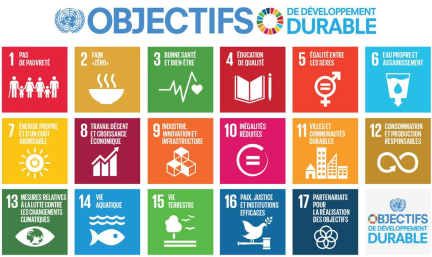 OBJECTIFS DE DÉVELOPPEMENT
DURABLE
1 PAS
DE PAUVRETÉ
2 FAIM
«ZÉRO»
3 BONNE SANTÉ
ET BIEN-ÊTRE
4 ÉDUCATION
DE QUALITÉ
5 ÉGALITÉ ENTRE
LES SEXES
6 EAU PROPRE ET
ASSAINISSEMENT
7 ÉNERGIE PROPRE
ET D'UN COÛT
ABORDABLE
8 TRAVAIL DÉCENT
ET CROISSANCE
ÉCONOMIQUE
9 INDUSTRIE,
INNOVATION ET
INFRASTRUCTURE
10 INÉGALITÉS
RÉDUITES
11 VILLES ET
COMMUNAUTÉS
DURABLES
12 CONSOMMATION
ET PRODUCTION
RESPONSABLES
13 MESURES RELATIVES
À LA LUTTE CONTRE
LES CHANGEMENTS
CLIMATIQUES
14 VIE
AQUATIQUE
15 VIE
TERRESTRE
16 PAIX, JUSTICE
ET INSTITUTIONS
EFFICACES
17 PARTENARIATS
POUR
LA RÉALISATION
DES OBJECTIFS
OBJECTIFS
DE DÉVELOPPEMENT
DURABLE